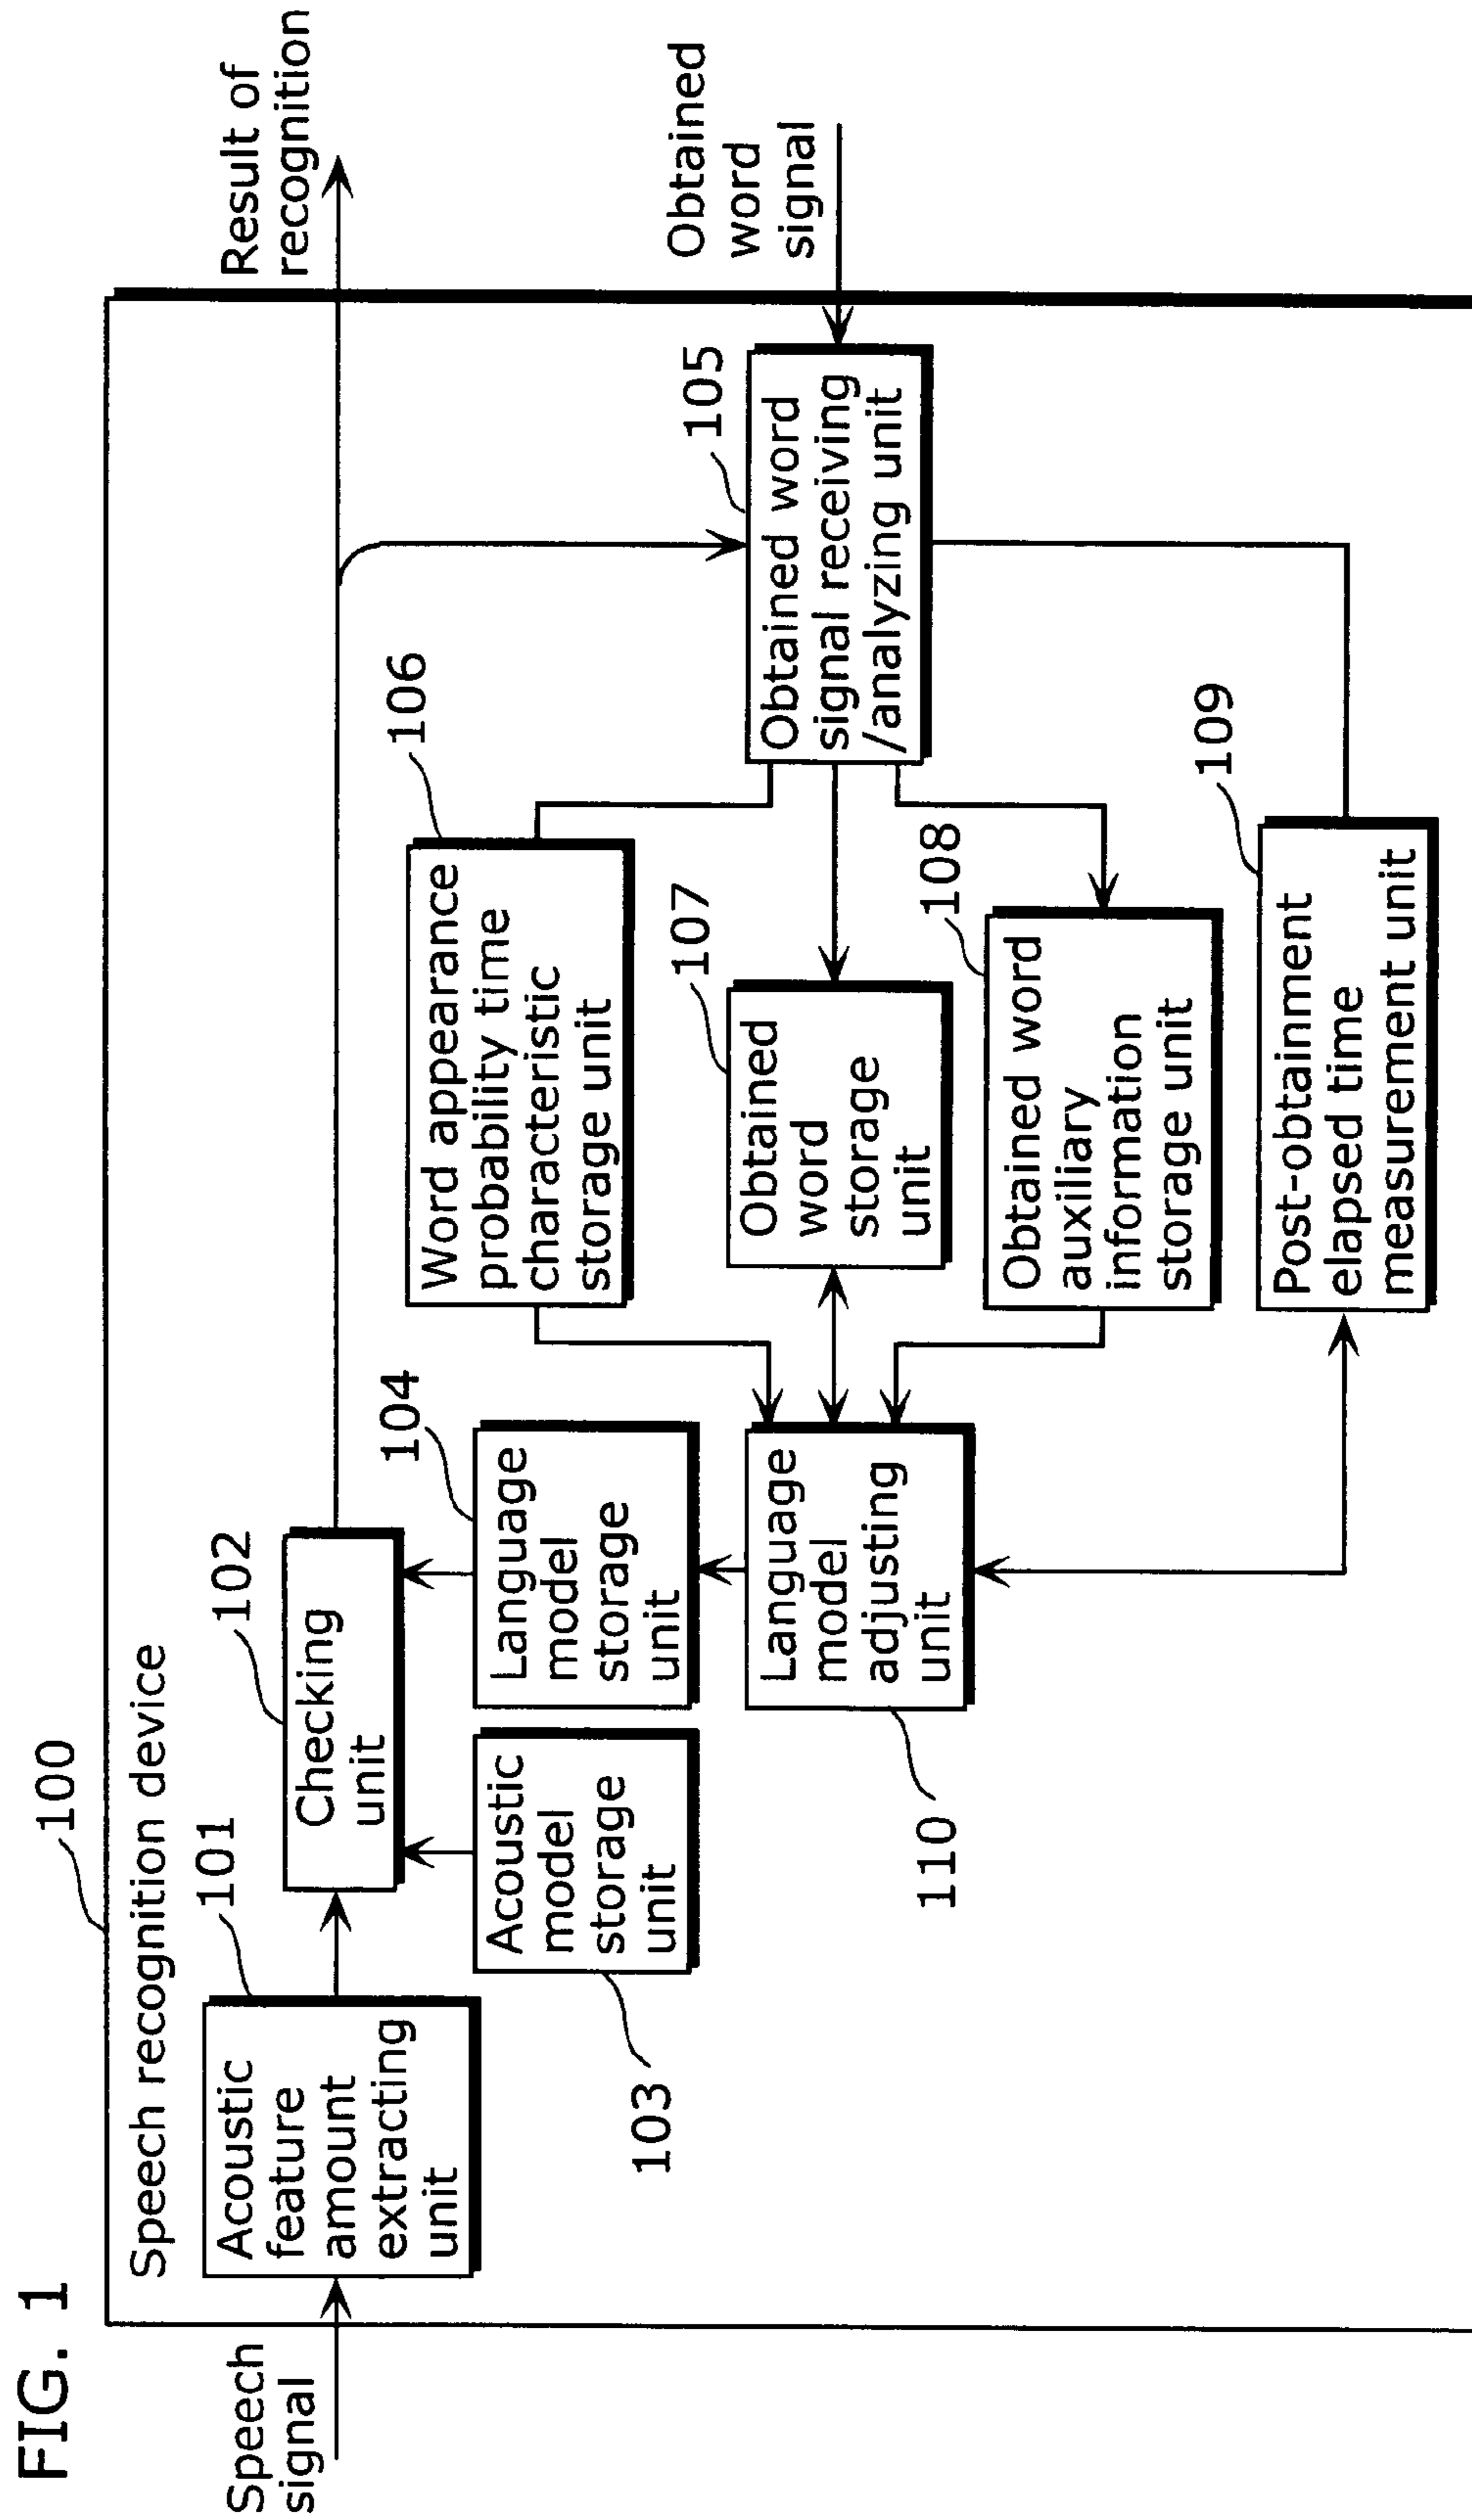 FIG. 1
100
Speech recognition device
Speech
signal
101
Acoustic
feature
amount
extracting
unit
102
Checking
unit
Result of
recognition
103
Acoustic
model
storage
unit
104
Language
model
storage
unit
110
Language
model
adjusting
unit
106
Word appearance
probability time
characteristic
storage unit
107
Obtained
word
storage
unit
108
Obtained word
auxiliary
information
storage unit
109
Post-obtainment
elapsed time
measurement unit
105
Obtained word
signal receiving
/analyzing unit
Obtained
word
signal